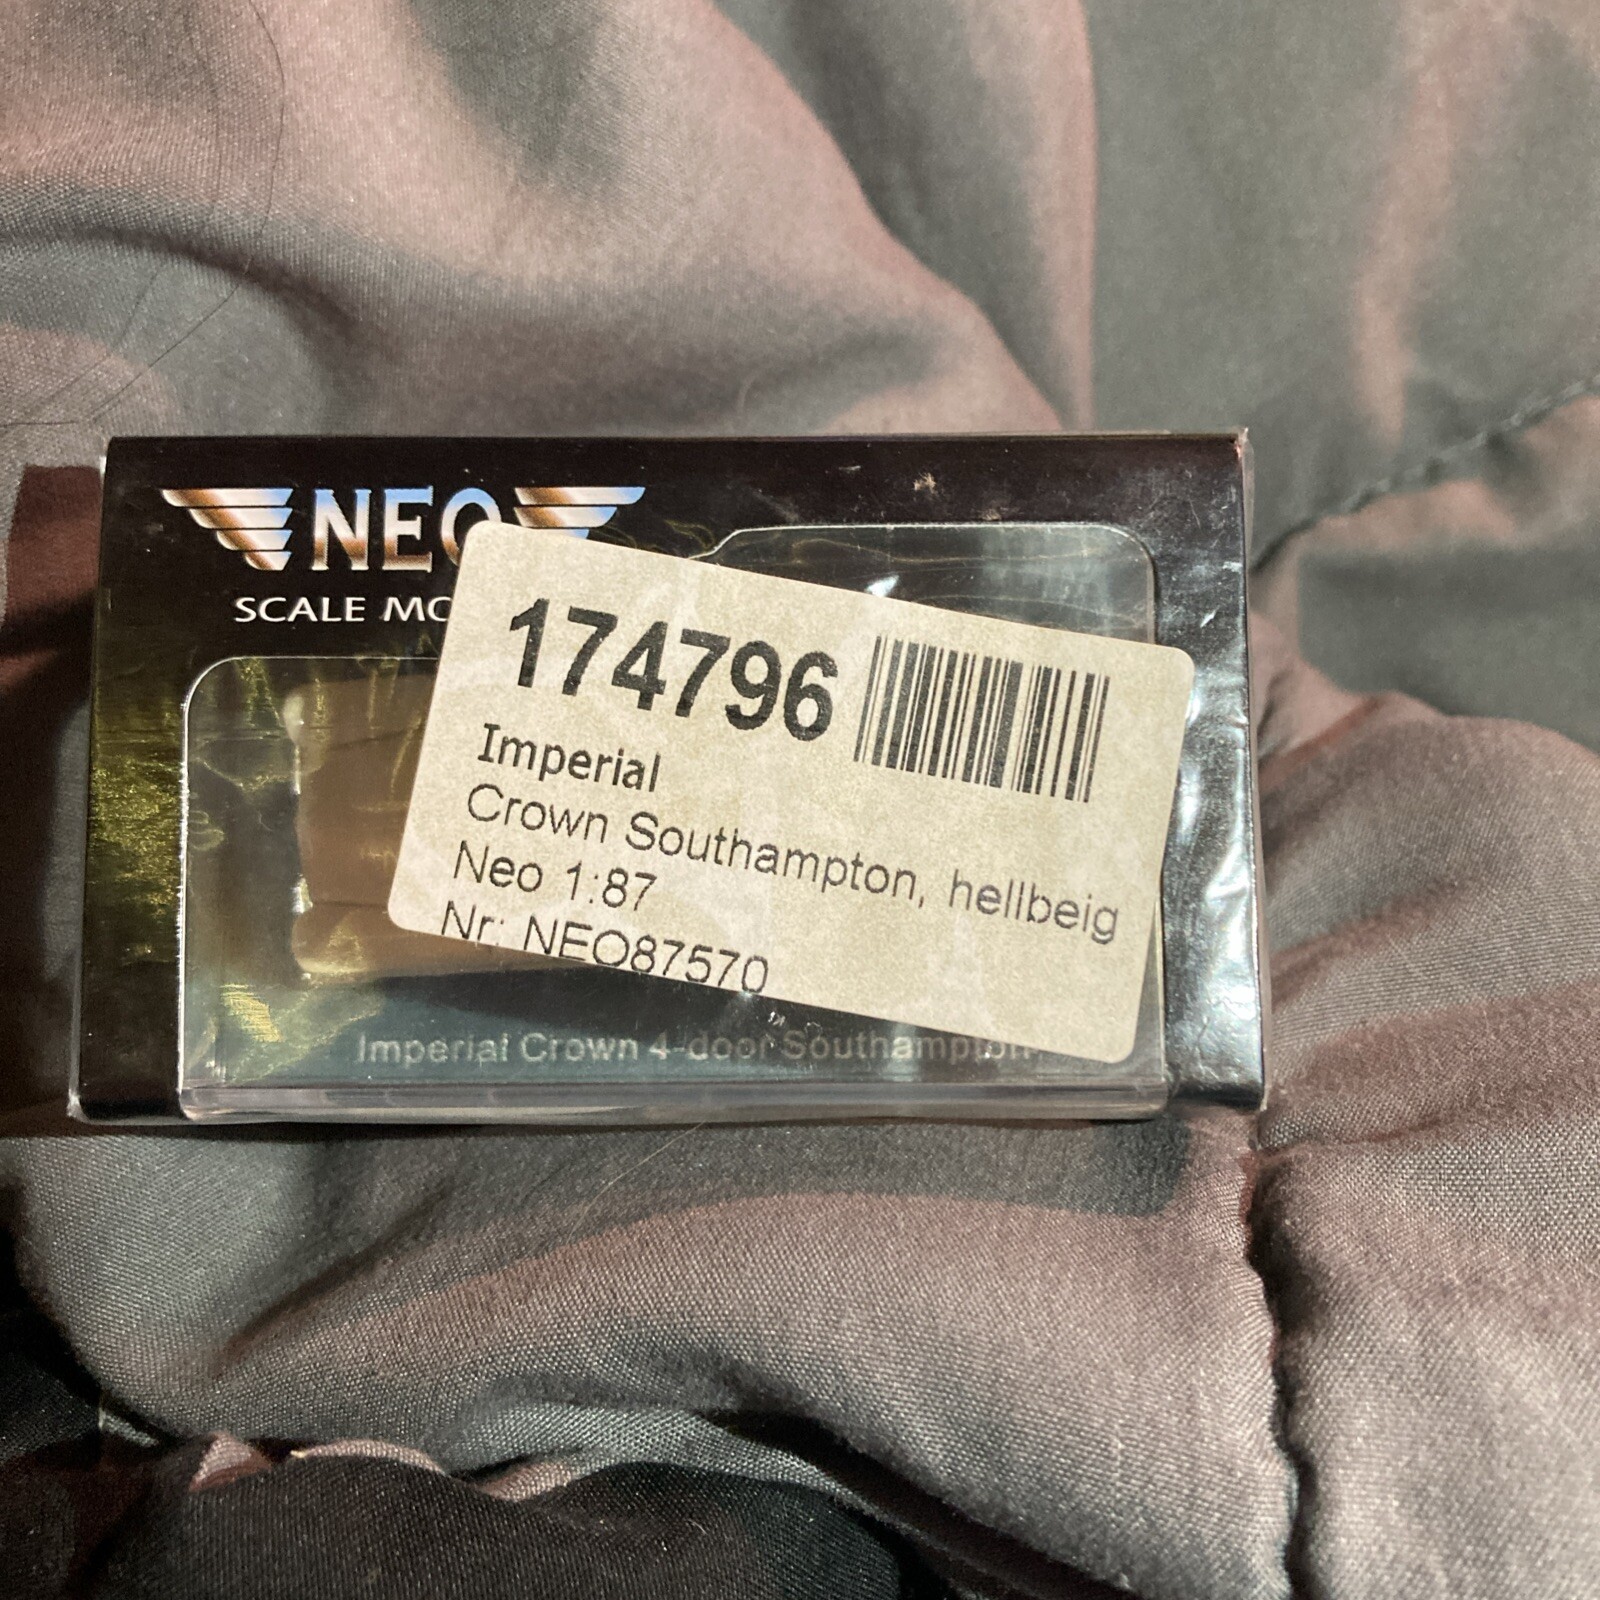 NEO
SCALE MO
174796
Imperial
Crown Southampton, hellbeig
Neo 1:87
Nr: NEO87570
Imperial Crown 4-door Southampton